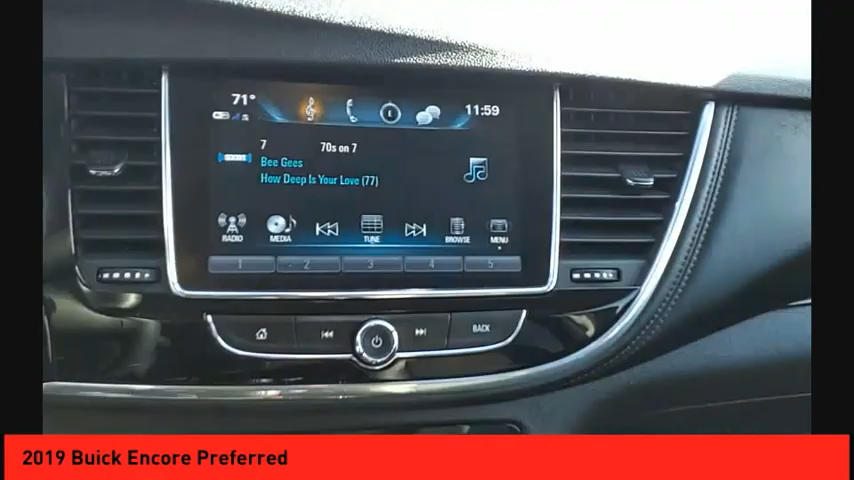 71° 11:59
E
7 70s on 7
Bee Gees
How Deep Is Your Love (77)
RADIO MEDIA TUNE BROWSE MENU
1 2 3 4 5
BACK
2019 Buick Encore Preferred